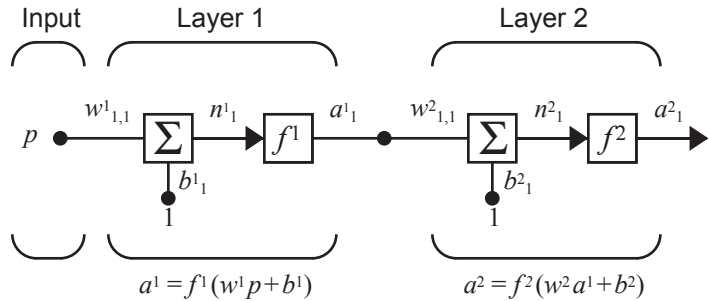 Input Layer 1 Layer 2
p w¹₁,₁ Σ n¹₁ f¹ a¹₁ w²₁,₁ Σ n²₁ f² a²₁
b¹₁ b²₁
1 1
a¹ = f¹(w¹p + b¹) a² = f²(w²a¹ + b²)